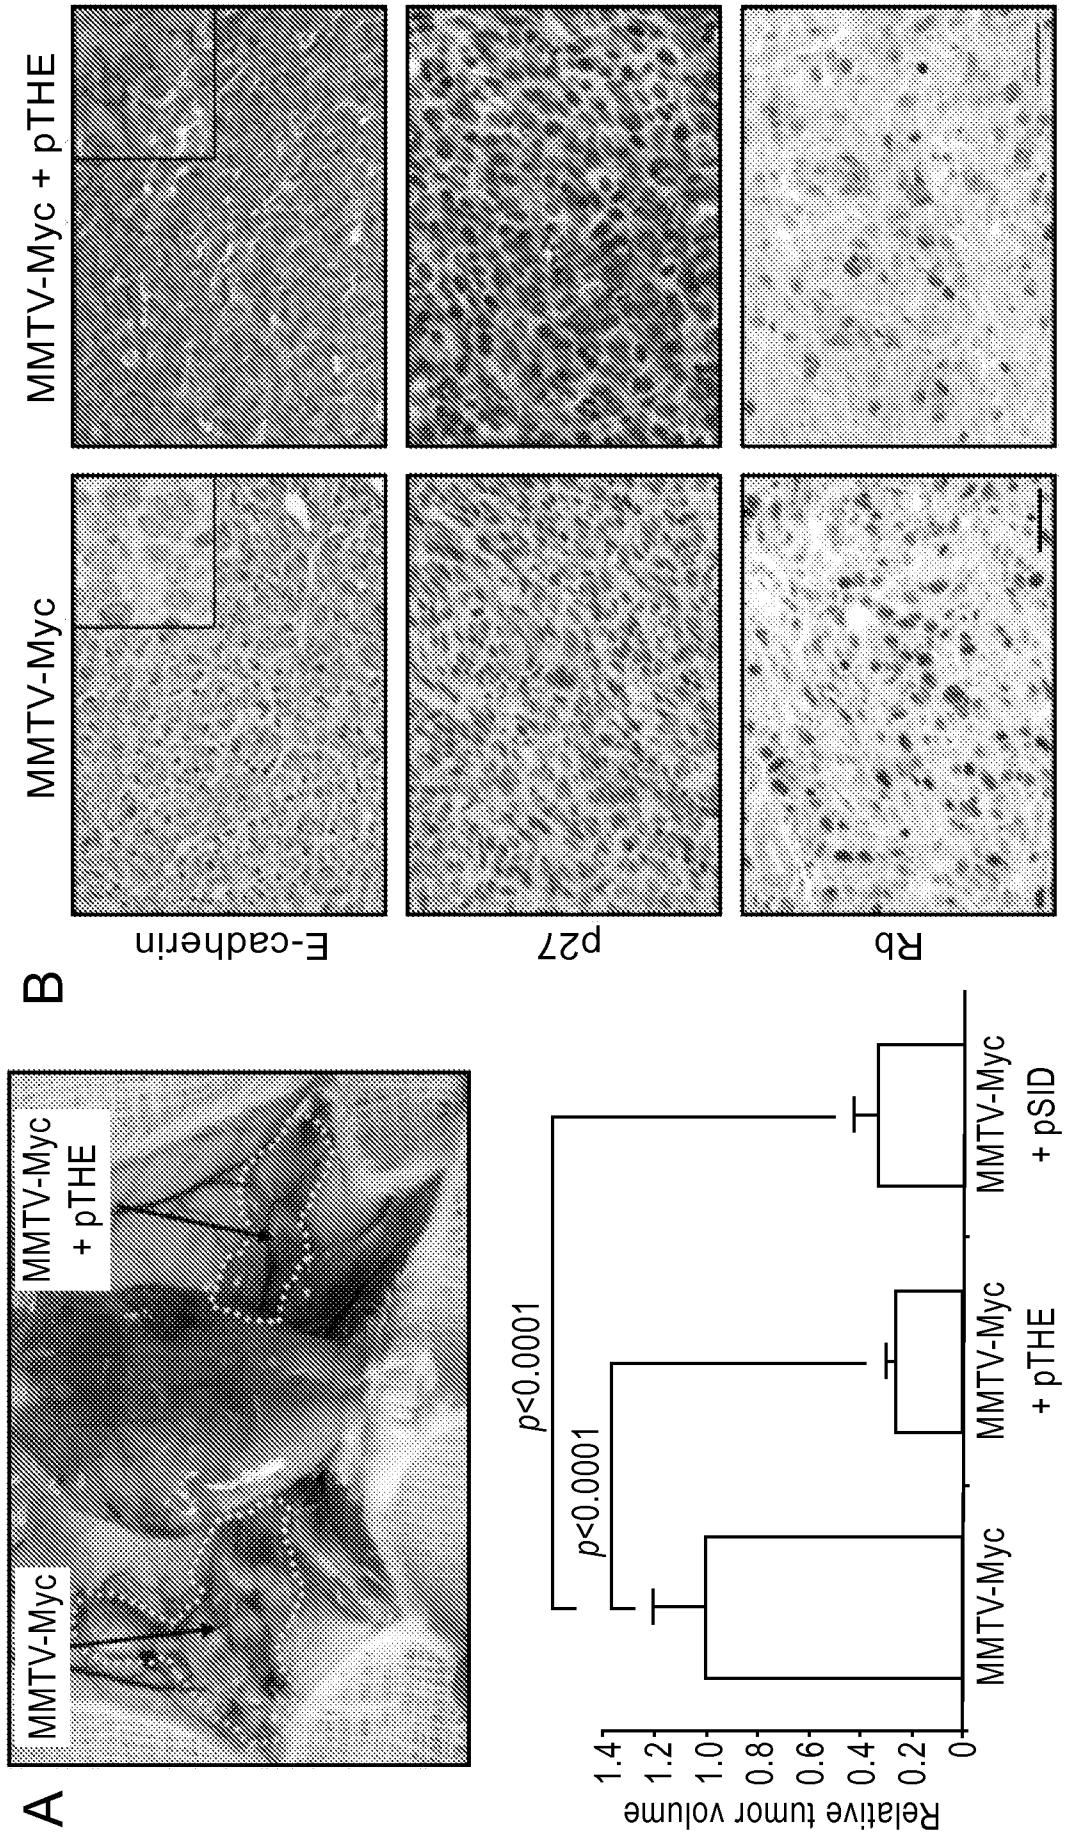 A
MMTV-Myc
MMTV-Myc
+ pTHE
Relative tumor volume
1.4
1.2
1.0
0.8
0.6
0.4
0.2
0
p<0.0001
p<0.0001
MMTV-Myc
MMTV-Myc
+ pTHE
MMTV-Myc
+ pSID
B
MMTV-Myc
MMTV-Myc + pTHE
E-cadherin
p27
Rb